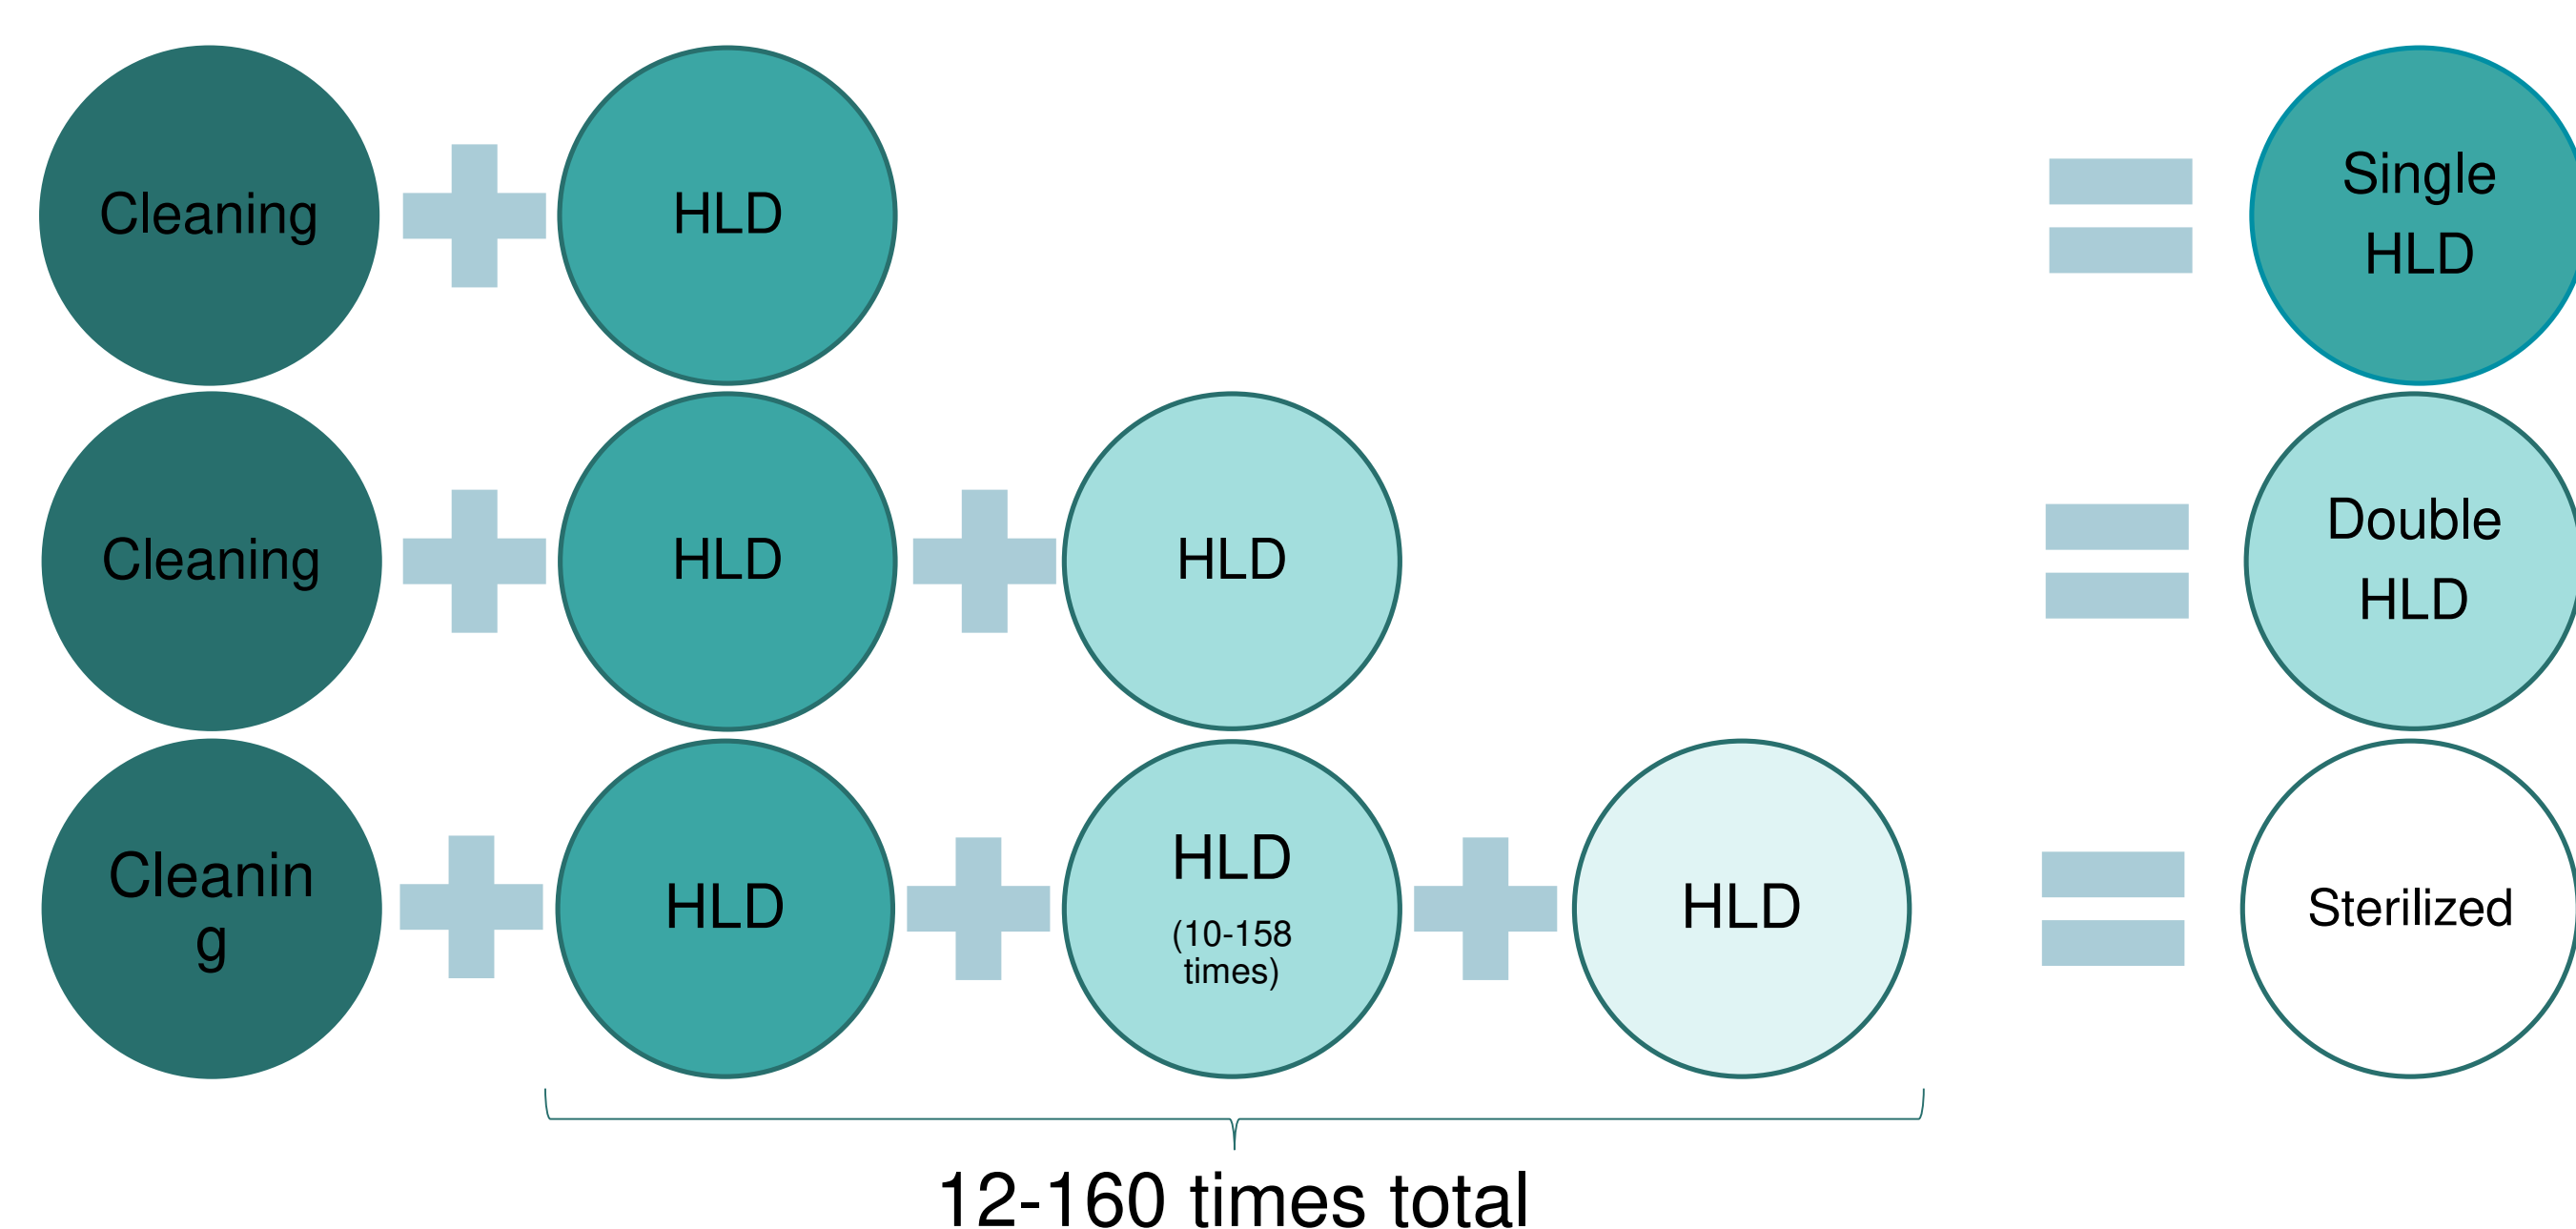 Cleaning
HLD
Single
HLD
Cleaning
HLD
HLD
Double
HLD
Cleanin
g
HLD
HLD
(10-158
times)
HLD
Sterilized
12-160 times total